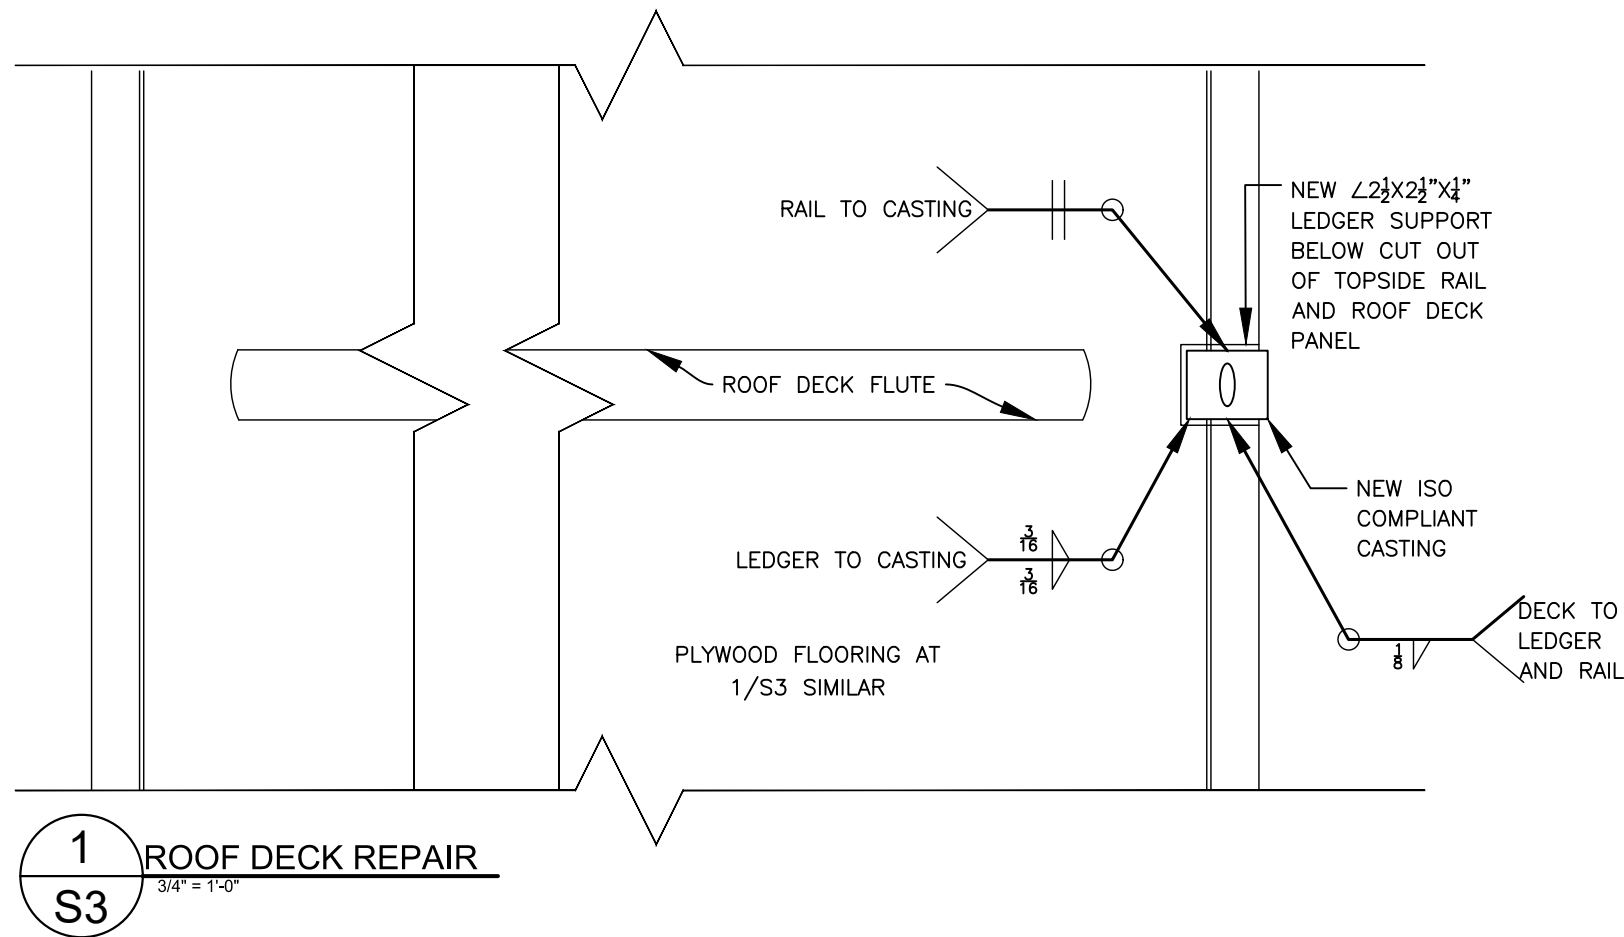 RAIL TO CASTING
NEW ∠2½X2½"X¼"
LEDGER SUPPORT
BELOW CUT OUT
OF TOPSIDE RAIL
AND ROOF DECK
PANEL
ROOF DECK FLUTE
NEW ISO
COMPLIANT
CASTING
LEDGER TO CASTING
3/16
3/16
DECK TO
LEDGER
AND RAIL
1/8
PLYWOOD FLOORING AT
1/S3 SIMILAR
1
S3
ROOF DECK REPAIR
3/4" = 1'-0"